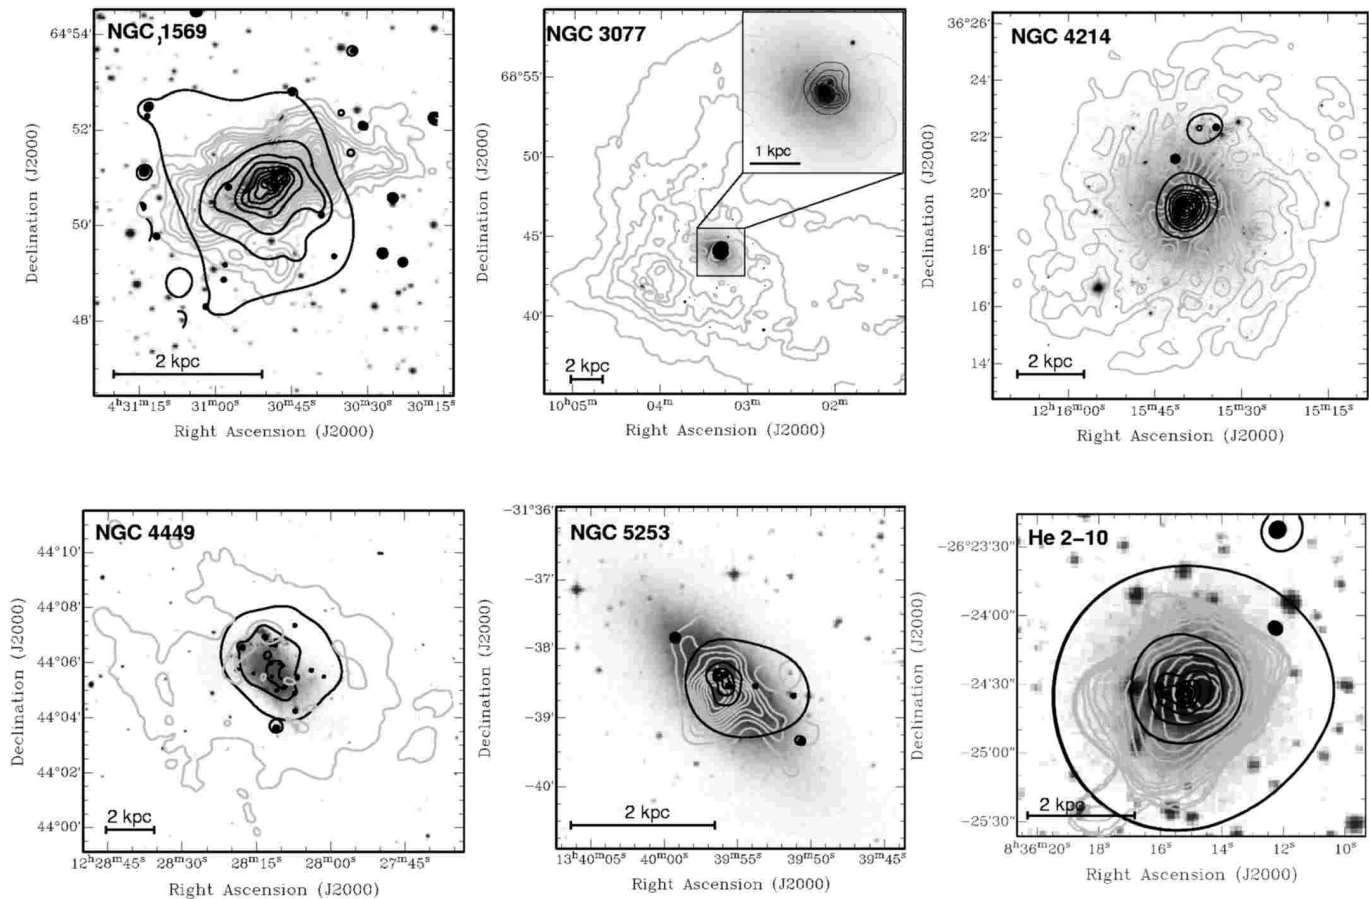 NGC 1569
64°54'
52'
50'
48'
2 kpc
4ʰ31ᵐ15ˢ 31ᵐ00ˢ 30ᵐ45ˢ 30ᵐ30ˢ 30ᵐ15ˢ
Right Ascension (J2000)
Declination (J2000)
NGC 3077
68°55'
50'
45'
40'
1 kpc
2 kpc
10ʰ05ᵐ 04ᵐ 03ᵐ 02ᵐ
Right Ascension (J2000)
Declination (J2000)
NGC 4214
36°26'
24'
22'
20'
18'
16'
14'
2 kpc
12ʰ16ᵐ00ˢ 15ᵐ45ˢ 15ᵐ30ˢ 15ᵐ15ˢ
Right Ascension (J2000)
Declination (J2000)
NGC 4449
44°10'
44°08'
44°06'
44°04'
44°02'
44°00'
2 kpc
12ʰ28ᵐ45ˢ 28ᵐ30ˢ 28ᵐ15ˢ 28ᵐ00ˢ 27ᵐ45ˢ
Right Ascension (J2000)
Declination (J2000)
NGC 5253
−31°36'
−37'
−38'
−39'
−40'
2 kpc
13ʰ40ᵐ05ˢ 40ᵐ00ˢ 39ᵐ55ˢ 39ᵐ50ˢ 39ᵐ45ˢ
Right Ascension (J2000)
Declination (J2000)
He 2−10
−26°23'30"
−24'00"
−24'30"
−25'00"
−25'30"
2 kpc
8ʰ36ᵐ20ˢ 18ˢ 16ˢ 14ˢ 12ˢ 10ˢ
Right Ascension (J2000)
Declination (J2000)